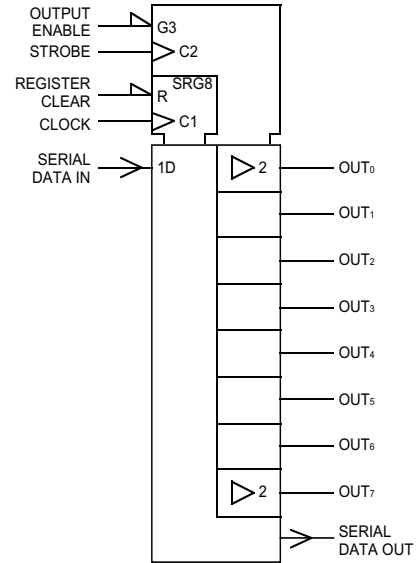 OUTPUT
ENABLE
G3
STROBE
C2
REGISTER
CLEAR
SRG8
R
CLOCK
C1
SERIAL
DATA IN
1D
2
OUT₀
OUT₁
OUT₂
OUT₃
OUT₄
OUT₅
OUT₆
2
OUT₇
SERIAL
DATA OUT